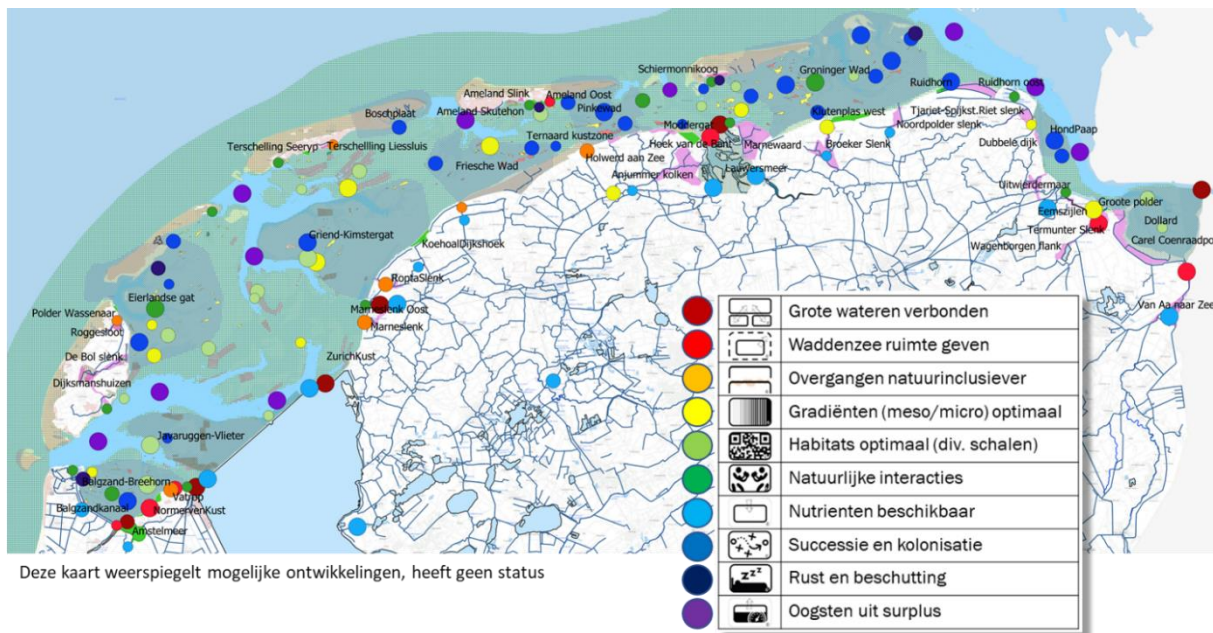 Schiermonnikoog
Groninger Wad
Ruidhorn
Ruidhorn oost
Ameland Slink
Ameland Oost
Ameland Skutehon
Pinkewad
Boschplaat
Klutenplas west
Tjariet-Spijkst.Riet slenk
Noordpolder slenk
HondPaap
Dubbele dijk
Moddergat
Hoek van de Bant
Marnewaard
Broeker Slenk
Ternaard kustzone
Terschelling Seeryp
Terschellling Liessluis
Friesche Wad
Holwerd aan Zee
Anjummer kolken
Lauwersmeer
Uitwierdermaar
Groote polder
Eemszijlen
Dollard
Termunter Slenk
Carel Coenraadpo
Wagenborgen flank
Griend-Kimstergat
KoehoalDijkshoek
RoptaSlenk
Eierlandse gat
Polder Wassenaar
Roggesloot
Marneslenk Oost
Marneslenk
Van Aa naar Zee
De Bol slenk
ZurichKust
Dijksmanshuizen
Javaruggen-Vlieter
Balgzand-Breehorn
Vatrop
Balgzandkanaal
NormervenKust
Amstelmeer
Grote wateren verbonden
Waddenzee ruimte geven
Overgangen natuurinclusiever
Gradiënten (meso/micro) optimaal
Habitats optimaal (div. schalen)
Natuurlijke interacties
Nutrienten beschikbaar
Successie en kolonisatie
zzz
Rust en beschutting
Oogsten uit surplus
Deze kaart weerspiegelt mogelijke ontwikkelingen, heeft geen status